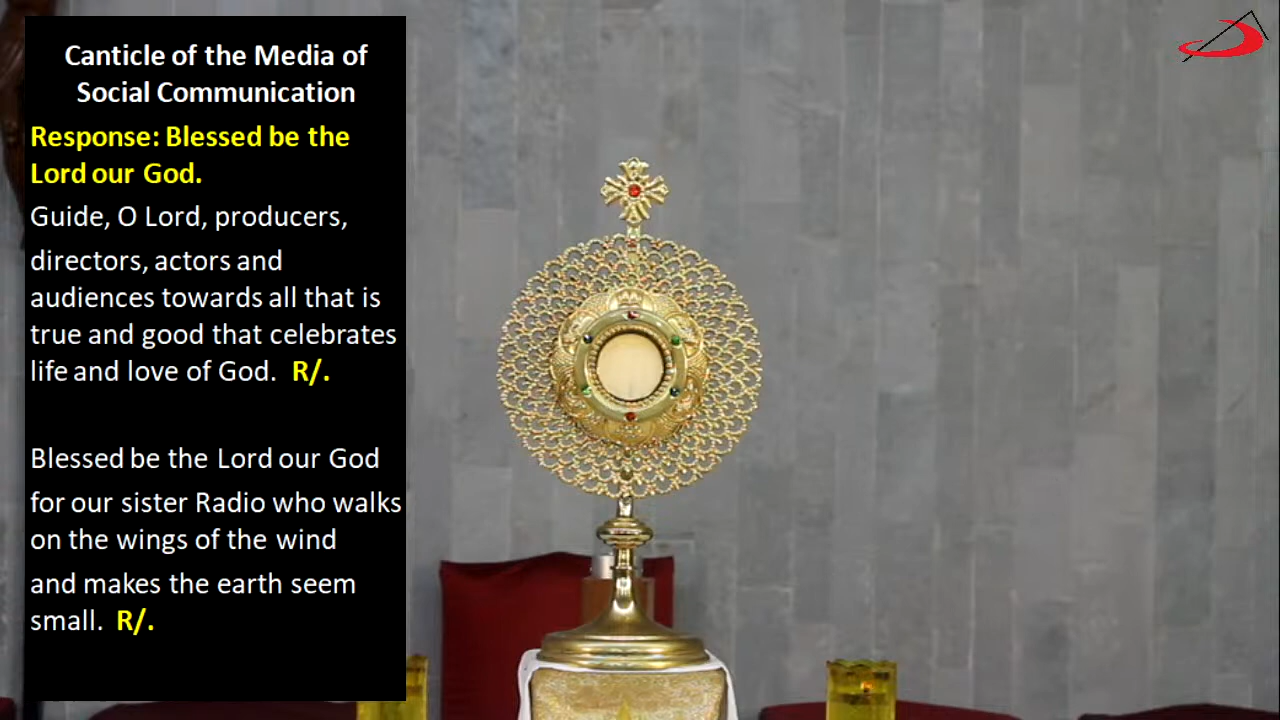 Canticle of the Media of
Social Communication
Response: Blessed be the
Lord our God.
Guide, O Lord, producers,
directors, actors and
audiences towards all that is
true and good that celebrates
life and love of God. R/.
Blessed be the Lord our God
for our sister Radio who walks
on the wings of the wind
and makes the earth seem
small. R/.